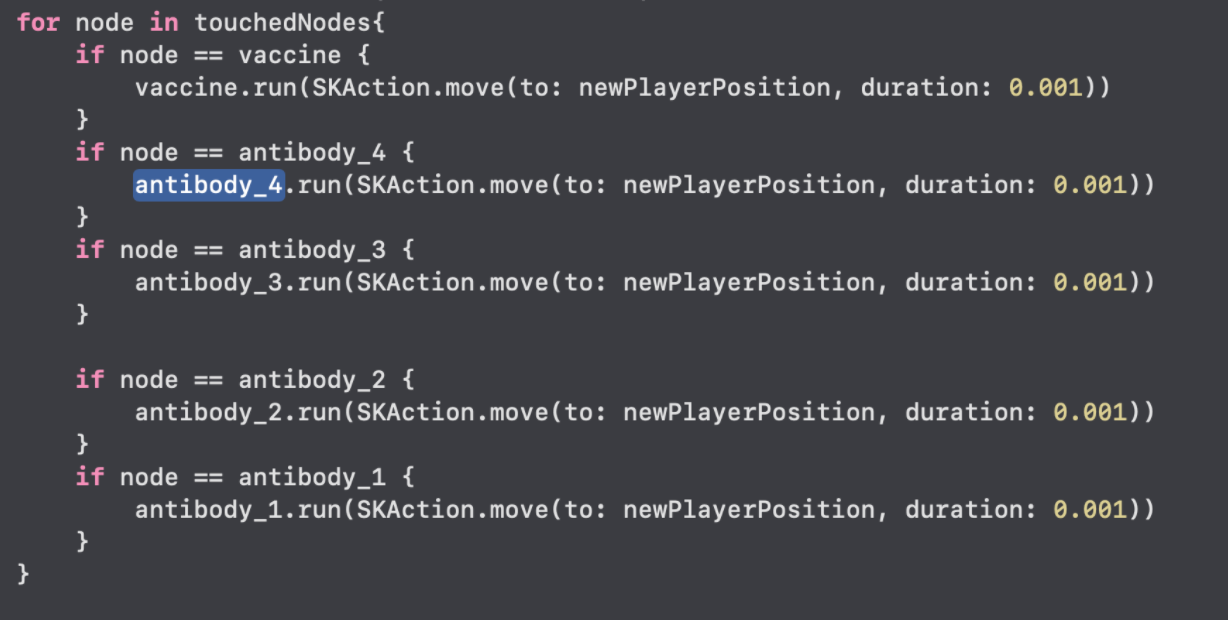 for node in touchedNodes{
    if node == vaccine {
        vaccine.run(SKAction.move(to: newPlayerPosition, duration: 0.001))
    }
    if node == antibody_4 {
        antibody_4.run(SKAction.move(to: newPlayerPosition, duration: 0.001))
    }
    if node == antibody_3 {
        antibody_3.run(SKAction.move(to: newPlayerPosition, duration: 0.001))
    }

    if node == antibody_2 {
        antibody_2.run(SKAction.move(to: newPlayerPosition, duration: 0.001))
    }
    if node == antibody_1 {
        antibody_1.run(SKAction.move(to: newPlayerPosition, duration: 0.001))
    }
}